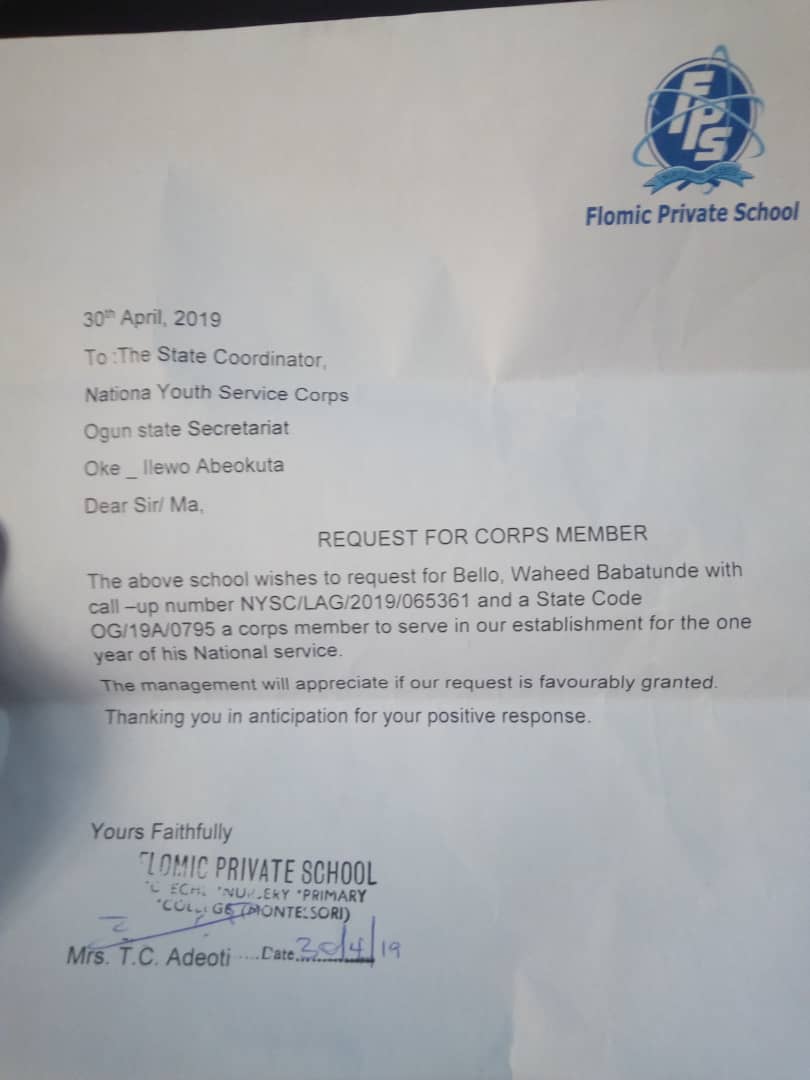 FPS
Flomic Private School
30th April, 2019
To :The State Coordinator,
Nationa Youth Service Corps
Ogun state Secretariat
Oke _ Ilewo Abeokuta
Dear Sir/ Ma,
REQUEST FOR CORPS MEMBER
The above school wishes to request for Bello, Waheed Babatunde with
call –up number NYSC/LAG/2019/065361 and a State Code
OG/19A/0795 a corps member to serve in our establishment for the one
year of his National service.
The management will appreciate if our request is favourably granted.
Thanking you in anticipation for your positive response.
Yours Faithfully
FLOMIC PRIVATE SCHOOL
*NURSERY *PRIMARY
*COLLEGE (MONTESSORI)
Mrs. T.C. Adeoti ....Date 30/4/19